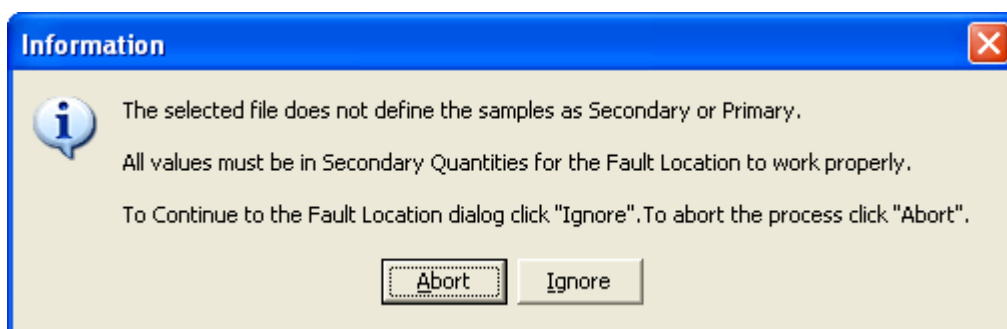 Information
The selected file does not define the samples as Secondary or Primary.
All values must be in Secondary Quantities for the Fault Location to work properly.
To Continue to the Fault Location dialog click "Ignore".To abort the process click "Abort".
Abort
Ignore